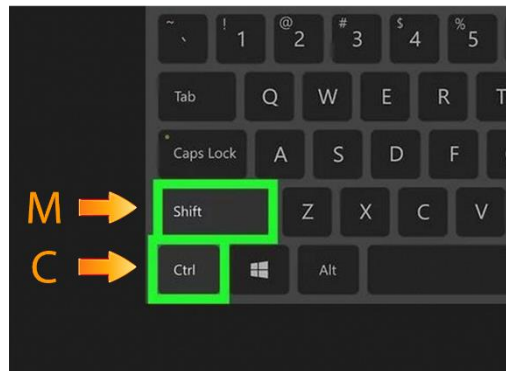 ~ ` ! 1 @ 2 # 3 $ 4 % 5
Tab Q W E R T
Caps Lock A S D F
M Shift Z X C V
C Ctrl Alt